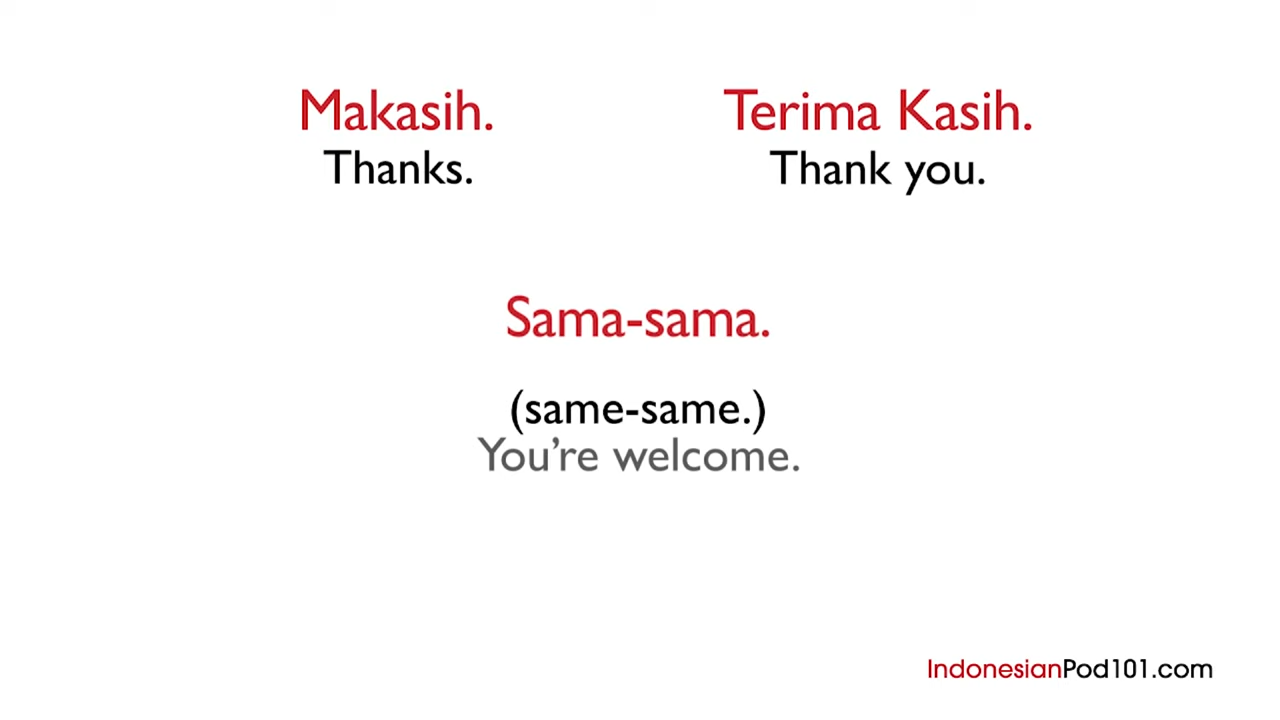 Makasih.
Thanks.
Terima Kasih.
Thank you.
Sama-sama.
(same-same.)
You're welcome.
IndonesianPod101.com